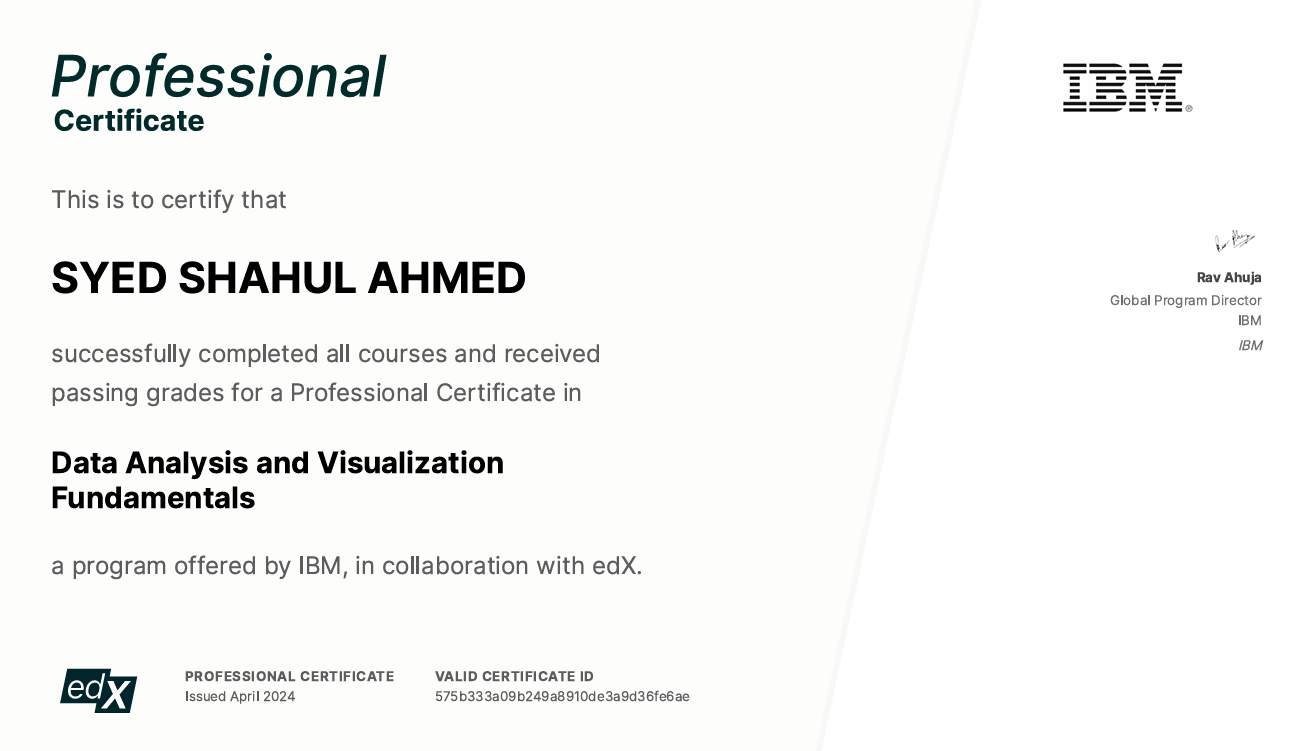 Professional
Certificate
IBM®
This is to certify that
SYED SHAHUL AHMED
successfully completed all courses and received
passing grades for a Professional Certificate in
Data Analysis and Visualization
Fundamentals
a program offered by IBM, in collaboration with edX.
Rav Ahuja
Global Program Director
IBM
IBM
edX
PROFESSIONAL CERTIFICATE
Issued April 2024
VALID CERTIFICATE ID
575b333a09b249a8910de3a9d36fe6ae